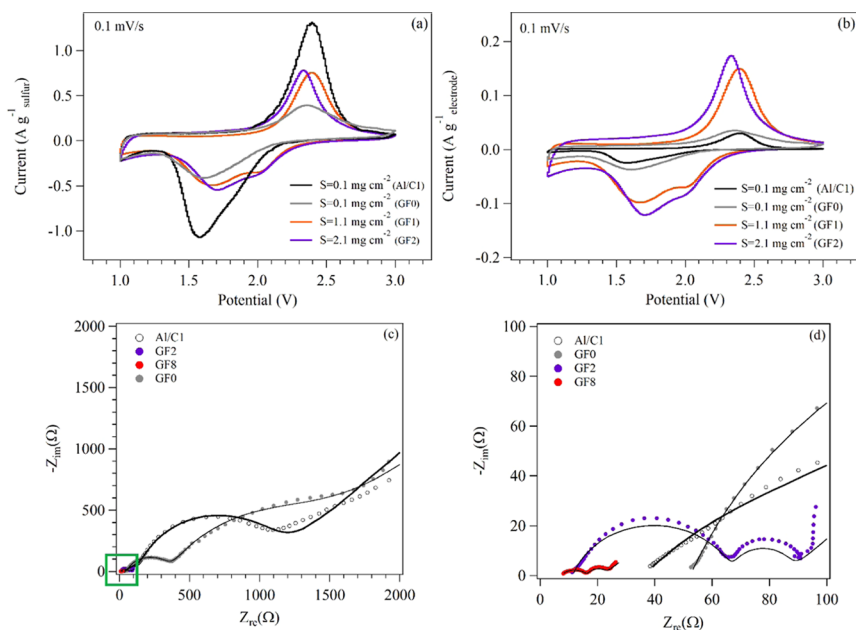 0.1 mV/s
(a)
Current (A g⁻¹sulfur)
1.0
0.5
0.0
-0.5
-1.0
S=0.1 mg cm⁻² (Al/C1)
S=0.1 mg cm⁻² (GF0)
S=1.1 mg cm⁻² (GF1)
S=2.1 mg cm⁻² (GF2)
1.0 1.5 2.0 2.5 3.0
Potential (V)
0.1 mV/s
(b)
Current (A g⁻¹electrode)
0.2
0.1
0.0
-0.1
-0.2
S=0.1 mg cm⁻² (Al/C1)
S=0.1 mg cm⁻² (GF0)
S=1.1 mg cm⁻² (GF1)
S=2.1 mg cm⁻² (GF2)
1.0 1.5 2.0 2.5 3.0
Potential (V)
(c)
-Zim(Ω)
2000
1500
1000
500
0
Al/C1
GF2
GF8
GF0
0 500 1000 1500 2000
Zre(Ω)
(d)
-Zim(Ω)
100
80
60
40
20
0
Al/C1
GF0
GF2
GF8
0 20 40 60 80 100
Zre(Ω)